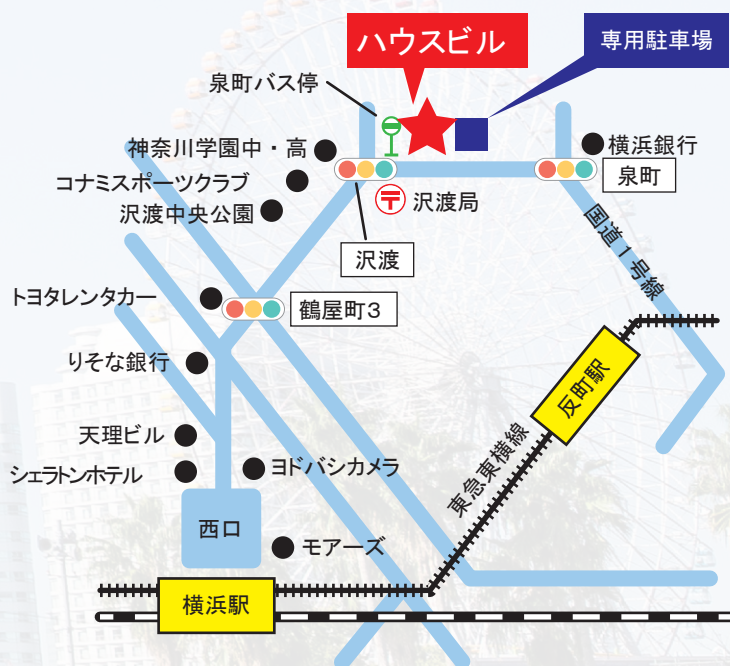 ハウスビル
専用駐車場
泉町バス停
神奈川学園中・高
横浜銀行
コナミスポーツクラブ
泉町
沢渡中央公園
〒
沢渡局
国道1号線
沢渡
トヨタレンタカー
鶴屋町3
りそな銀行
反町駅
天理ビル
シェラトンホテル
ヨドバシカメラ
東急東横線
西口
モアーズ
横浜駅